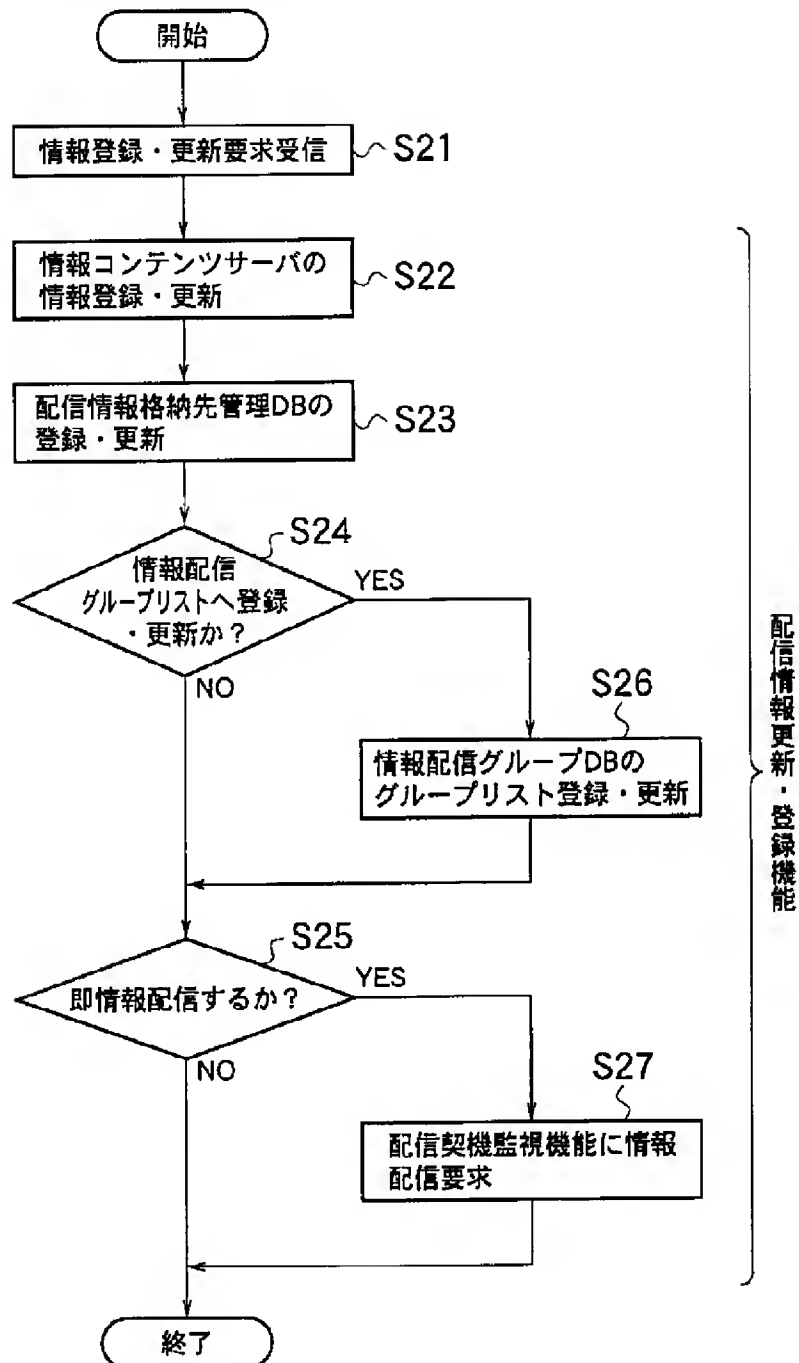 開始
情報登録・更新要求受信
S21
情報コンテンツサーバの
情報登録・更新
S22
配信情報格納先管理DBの
登録・更新
S23
S24
情報配信
グループリストへ登録
・更新か？
YES
NO
S26
情報配信グループDBの
グループリスト登録・更新
S25
即情報配信するか？
YES
NO
S27
配信契機監視機能に情報
配信要求
終了
配信情報更新・登録機能